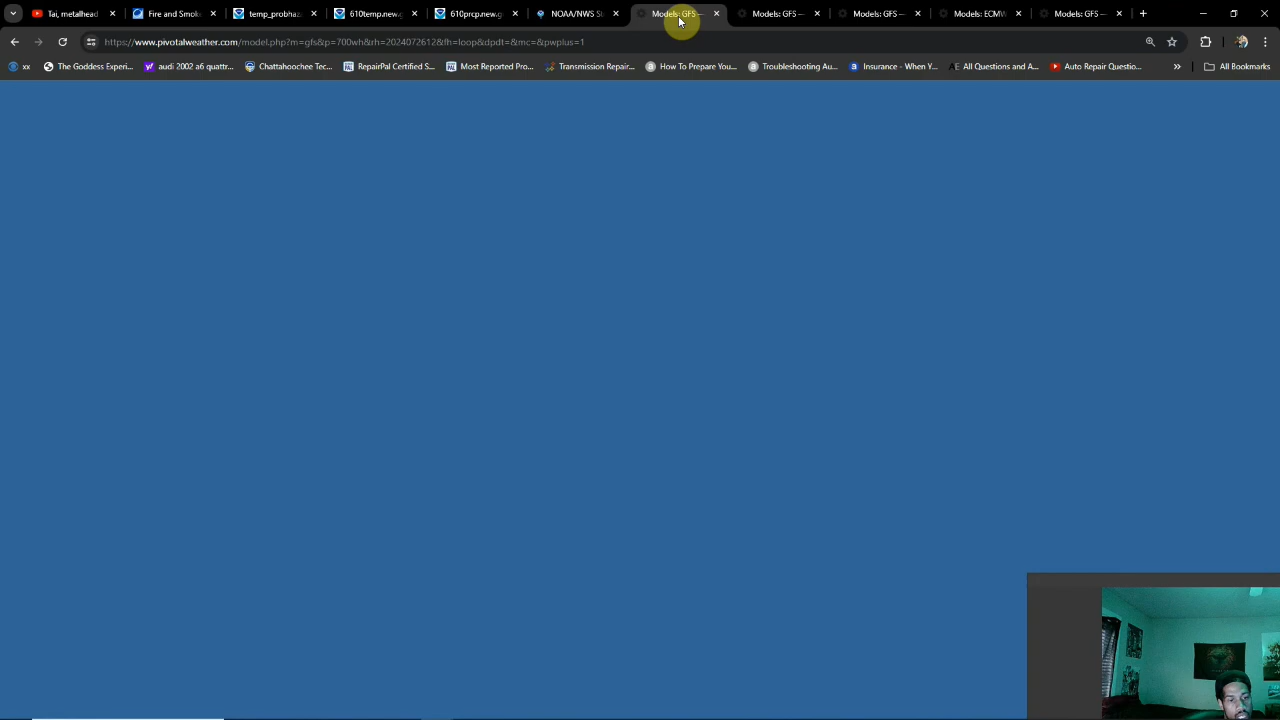 Tai, metalhead
Fire and Smoke
temp_probhaz
610temp.new.g
610prcp.new.g
NOAA/NWS St
Models: GFS —
Models: GFS —
Models: GFS —
Models: ECMW
Models: GFS —
https://www.pivotalweather.com/model.php?m=gfs&p=700wh&rh=2024072612&fh=loop&dpdt=&mc=&pwplus=1
xx
The Goddess Experi...
audi 2002 a6 quattr...
Chattahoochee Tec...
RepairPal Certified S...
Most Reported Pro...
Transmission Repair...
How To Prepare You...
Troubleshooting Au...
Insurance - When Y...
All Questions and A...
Auto Repair Questio...
All Bookmarks